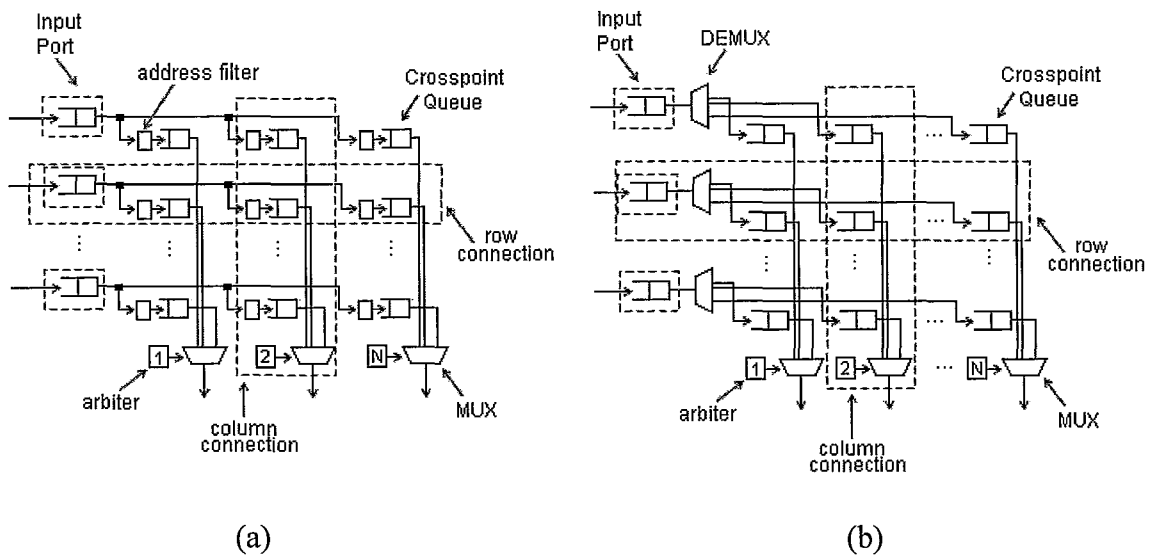 Input
Port
address filter
Crosspoint
Queue
row
connection
1
2
N
arbiter
MUX
column
connection
(a)
Input
Port
DEMUX
Crosspoint
Queue
row
connection
1
2
N
arbiter
MUX
column
connection
(b)